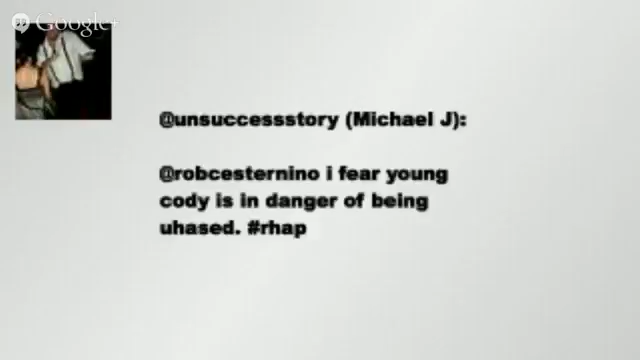 Google+
@unsuccessstory (Michael J):
@robcesternino i fear young
cody is in danger of being
uhased. #rhap